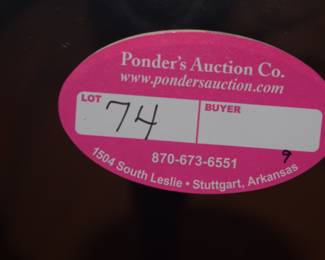 Ponder's Auction Co.
www.pondersauction.com
LOT 74 BUYER
870-673-6551
9
1504 South Leslie • Stuttgart, Arkansas